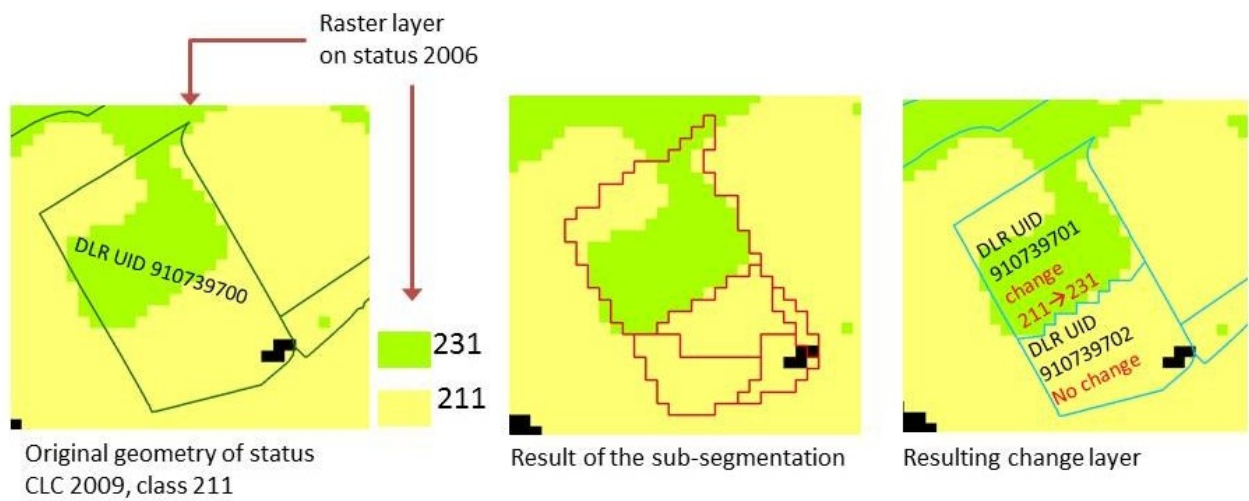 Raster layer
on status 2006
DLR UID 910739700
231
211
DLR UID
910739701
change
211→231
DLR UID
910739702
No change
Original geometry of status
CLC 2009, class 211
Result of the sub-segmentation
Resulting change layer